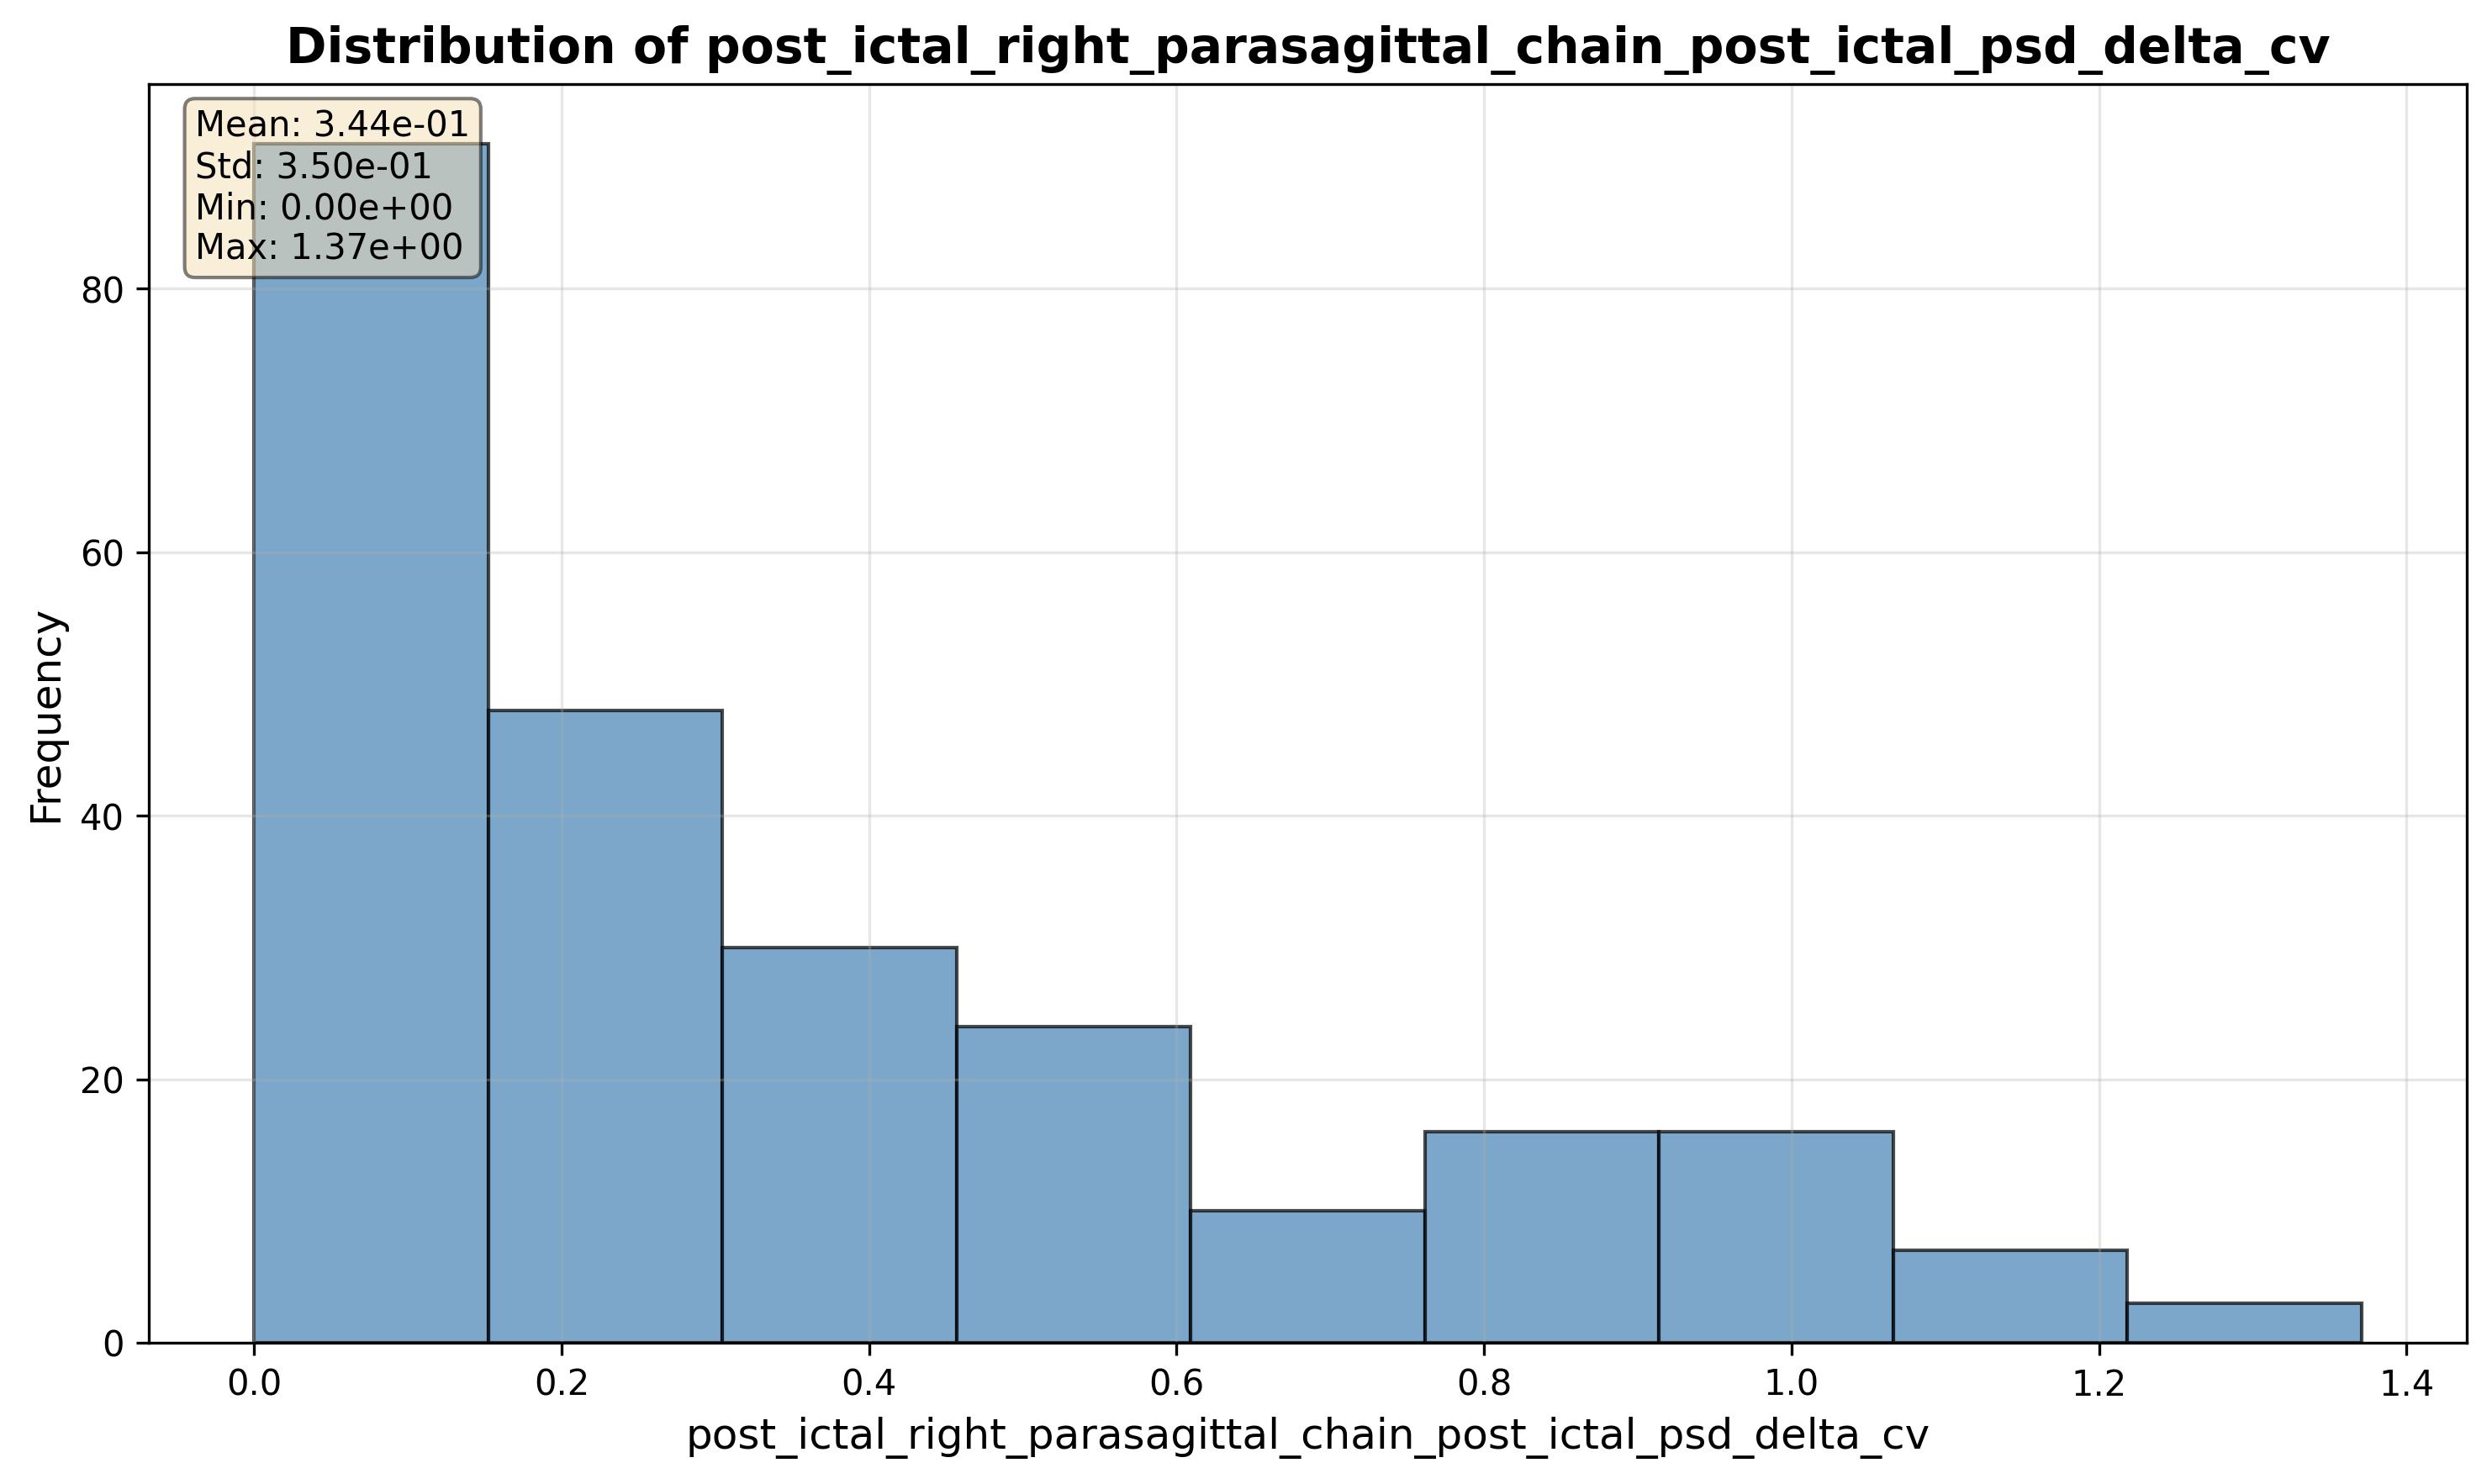 Distribution of post_ictal_right_parasagittal_chain_post_ictal_psd_delta_cv
Mean: 3.44e-01
Std: 3.50e-01
Min: 0.00e+00
Max: 1.37e+00
Frequency
80
60
40
20
0
0.0 0.2 0.4 0.6 0.8 1.0 1.2 1.4
post_ictal_right_parasagittal_chain_post_ictal_psd_delta_cv